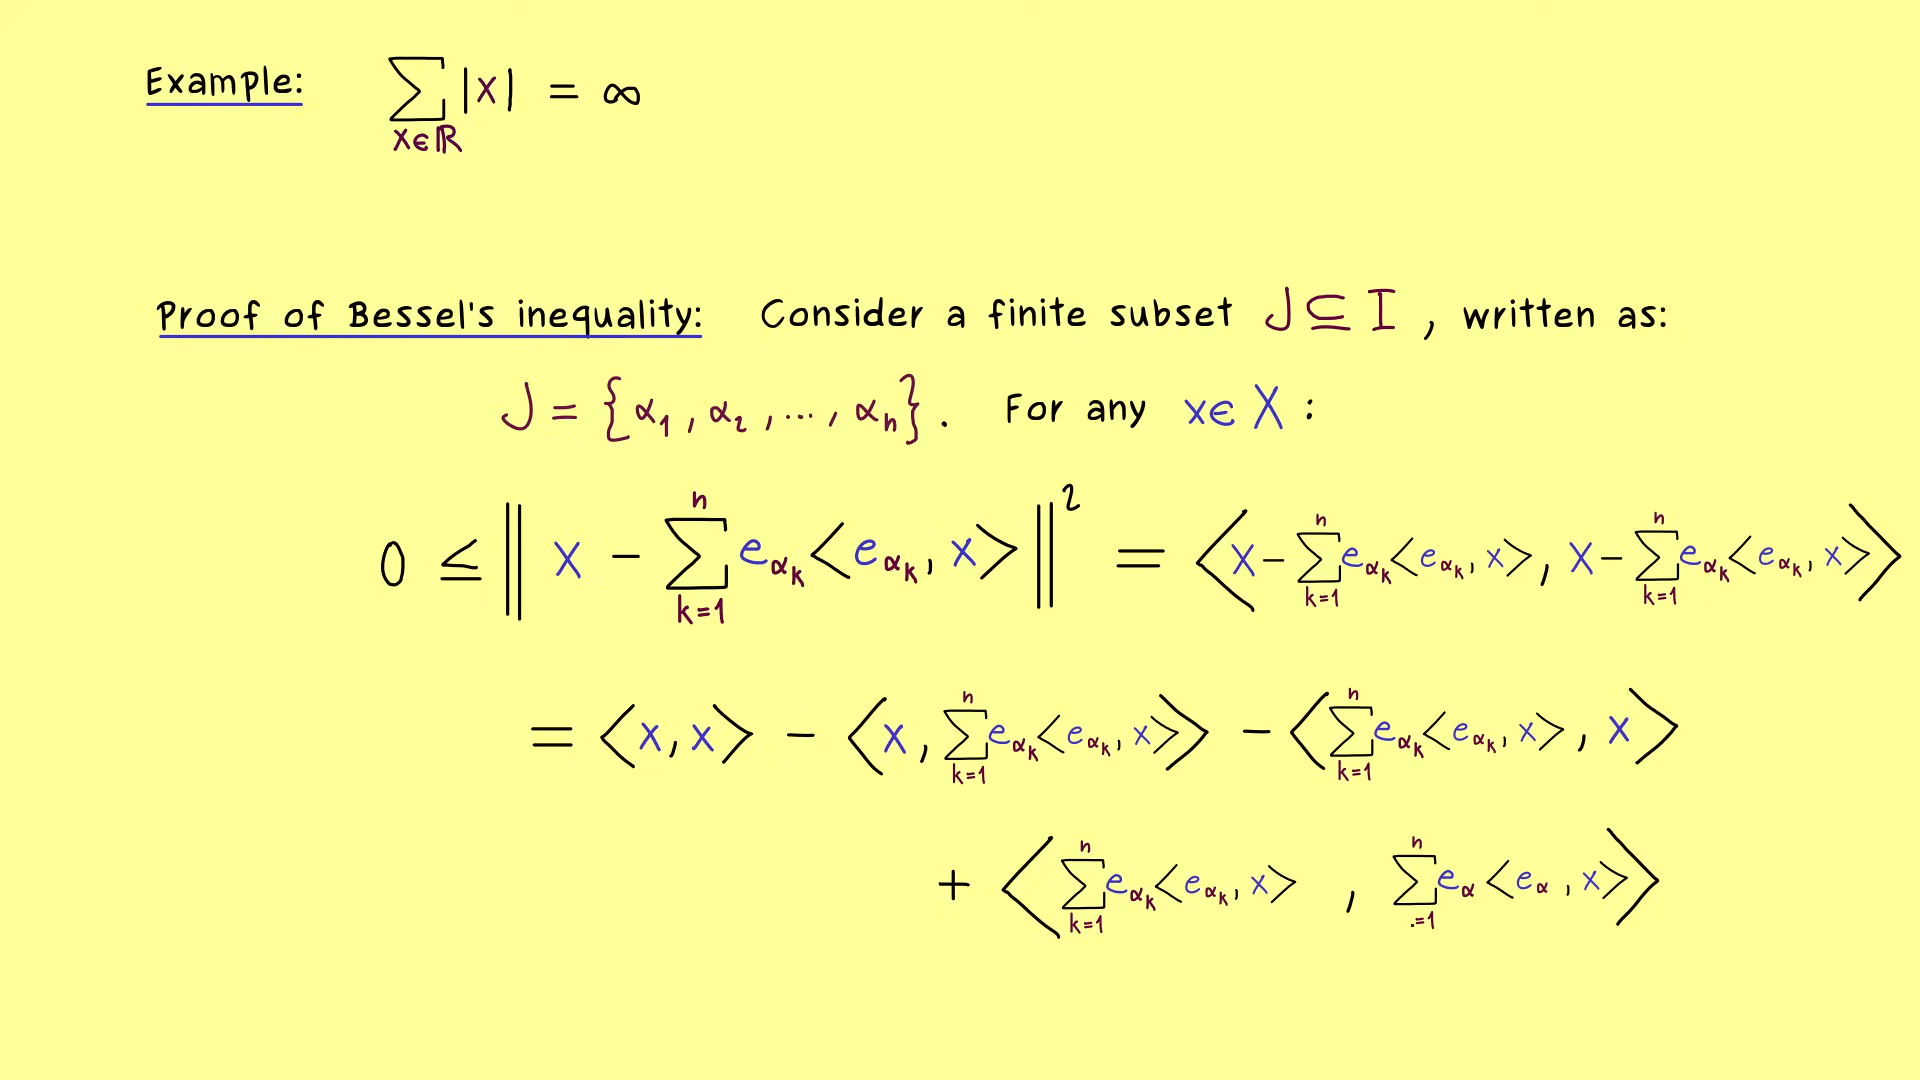 Example: ∑_{x∈ℝ} |x| = ∞
Proof of Bessel's inequality: Consider a finite subset J ⊆ I , written as:
J = {α₁, α₂, ..., αₙ}. For any x∈X :
0 ≤ ‖ x − ∑_{k=1}^{n} e_{α_k} <e_{α_k}, x> ‖² = < x − ∑_{k=1}^{n} e_{α_k} <e_{α_k}, x>, x − ∑_{k=1}^{n} e_{α_k} <e_{α_k}, x> >
= <x, x> − < x, ∑_{k=1}^{n} e_{α_k} <e_{α_k}, x> > − < ∑_{k=1}^{n} e_{α_k} <e_{α_k}, x>, x >
+ < ∑_{k=1}^{n} e_{α_k} <e_{α_k}, x> , ∑_{.=1}^{n} e_α <e_α , x> >